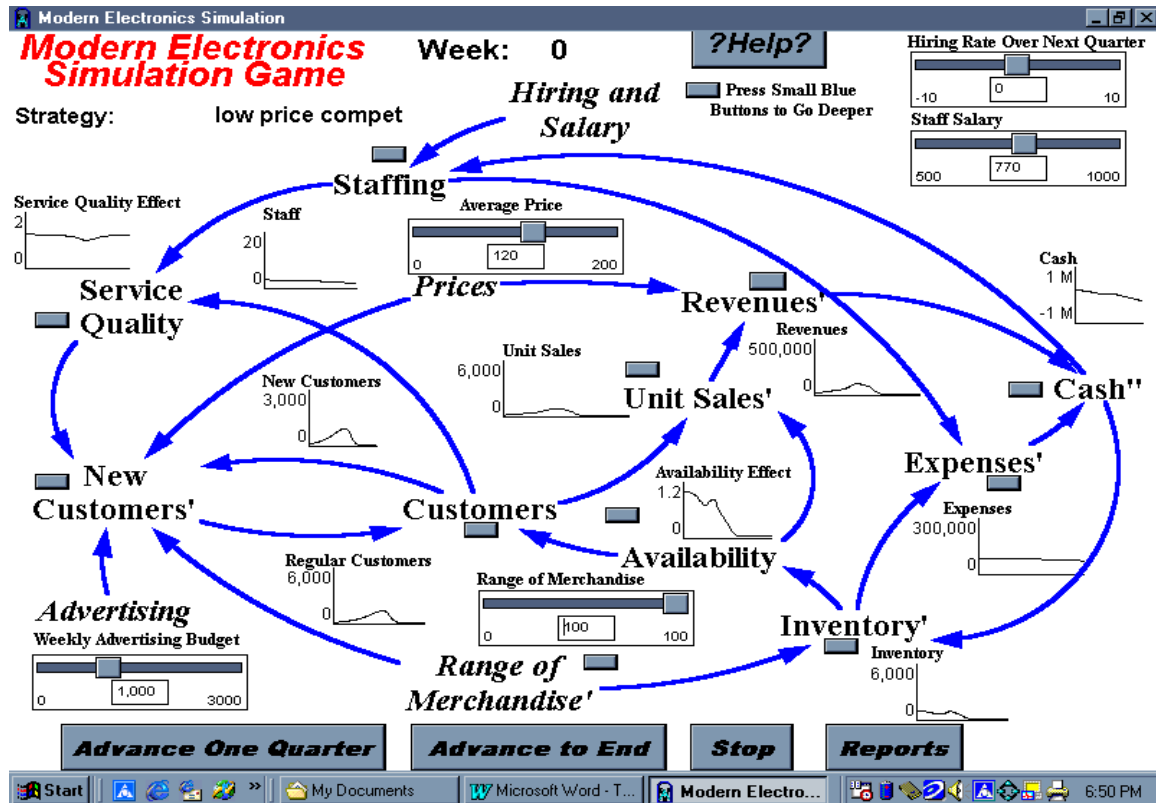 Modern Electronics Simulation
Modern Electronics
Simulation Game
Week: 0
?Help?
Hiring Rate Over Next Quarter
0
-10 10
Press Small Blue
Buttons to Go Deeper
Hiring and
Salary
Strategy: low price compet
Staff Salary
770
500 1000
Staffing
Service Quality Effect
2
0
Staff
20
0
Average Price
120
0 200
Cash
1 M
-1 M
Service
Quality
Prices
Revenues'
Revenues
500,000
0
Unit Sales
6,000
0
Unit Sales'
Cash"
New Customers
3,000
0
New
Customers'
Customers
Availability Effect
1.2
0
Expenses'
Expenses
300,000
0
Availability
Regular Customers
6,000
0
Range of Merchandise
100
0 100
Advertising
Weekly Advertising Budget
1,000
0 3000
Inventory'
Inventory
6,000
0
Range of
Merchandise'
Advance One Quarter
Advance to End
Stop
Reports
Start
»
My Documents
Microsoft Word - T...
Modern Electro...
6:50 PM